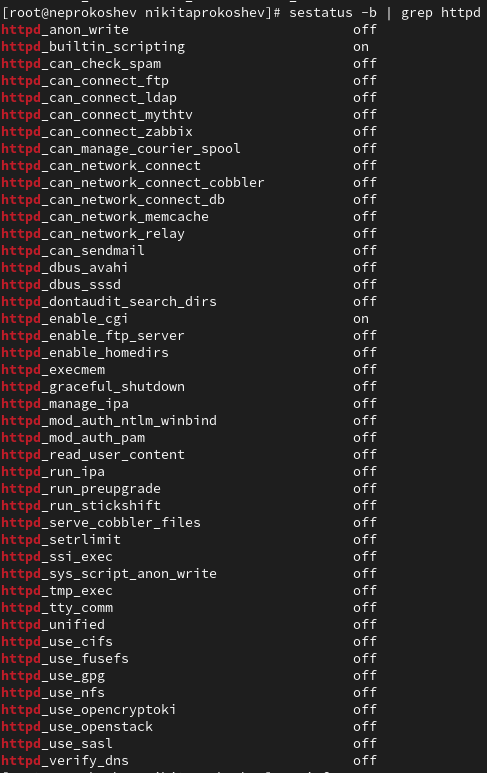 [root@neprokoshev nikitaprokoshev]# sestatus -b | grep httpd
httpd_anon_write off
httpd_builtin_scripting on
httpd_can_check_spam off
httpd_can_connect_ftp off
httpd_can_connect_ldap off
httpd_can_connect_mythtv off
httpd_can_connect_zabbix off
httpd_can_manage_courier_spool off
httpd_can_network_connect off
httpd_can_network_connect_cobbler off
httpd_can_network_connect_db off
httpd_can_network_memcache off
httpd_can_network_relay off
httpd_can_sendmail off
httpd_dbus_avahi off
httpd_dbus_sssd off
httpd_dontaudit_search_dirs off
httpd_enable_cgi on
httpd_enable_ftp_server off
httpd_enable_homedirs off
httpd_execmem off
httpd_graceful_shutdown off
httpd_manage_ipa off
httpd_mod_auth_ntlm_winbind off
httpd_mod_auth_pam off
httpd_read_user_content off
httpd_run_ipa off
httpd_run_preupgrade off
httpd_run_stickshift off
httpd_serve_cobbler_files off
httpd_setrlimit off
httpd_ssi_exec off
httpd_sys_script_anon_write off
httpd_tmp_exec off
httpd_tty_comm off
httpd_unified off
httpd_use_cifs off
httpd_use_fusefs off
httpd_use_gpg off
httpd_use_nfs off
httpd_use_opencryptoki off
httpd_use_openstack off
httpd_use_sasl off
httpd_verify_dns off